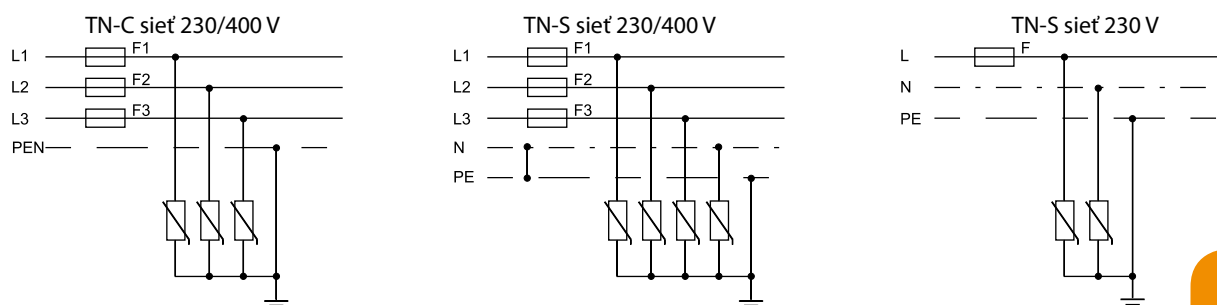 TN-C sieť 230/400 V
L1 F1
L2 F2
L3 F3
PEN
TN-S sieť 230/400 V
L1 F1
L2 F2
L3 F3
N
PE
TN-S sieť 230 V
L F
N
PE